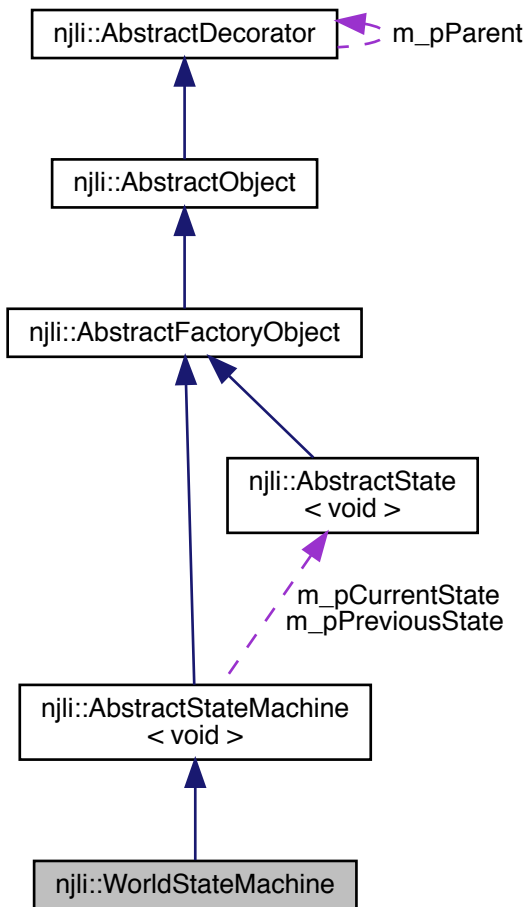 njli::AbstractDecorator
m_pParent
njli::AbstractObject
njli::AbstractFactoryObject
njli::AbstractState
< void >
m_pCurrentState
m_pPreviousState
njli::AbstractStateMachine
< void >
njli::WorldStateMachine